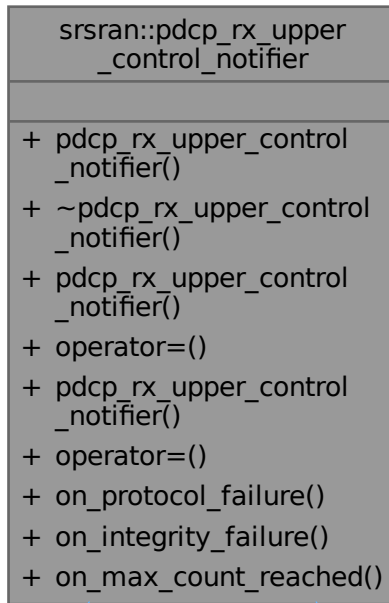 srsran::pdcp_rx_upper
_control_notifier
+ pdcp_rx_upper_control
_notifier()
+ ~pdcp_rx_upper_control
_notifier()
+ pdcp_rx_upper_control
_notifier()
+ operator=()
+ pdcp_rx_upper_control
_notifier()
+ operator=()
+ on_protocol_failure()
+ on_integrity_failure()
+ on_max_count_reached()